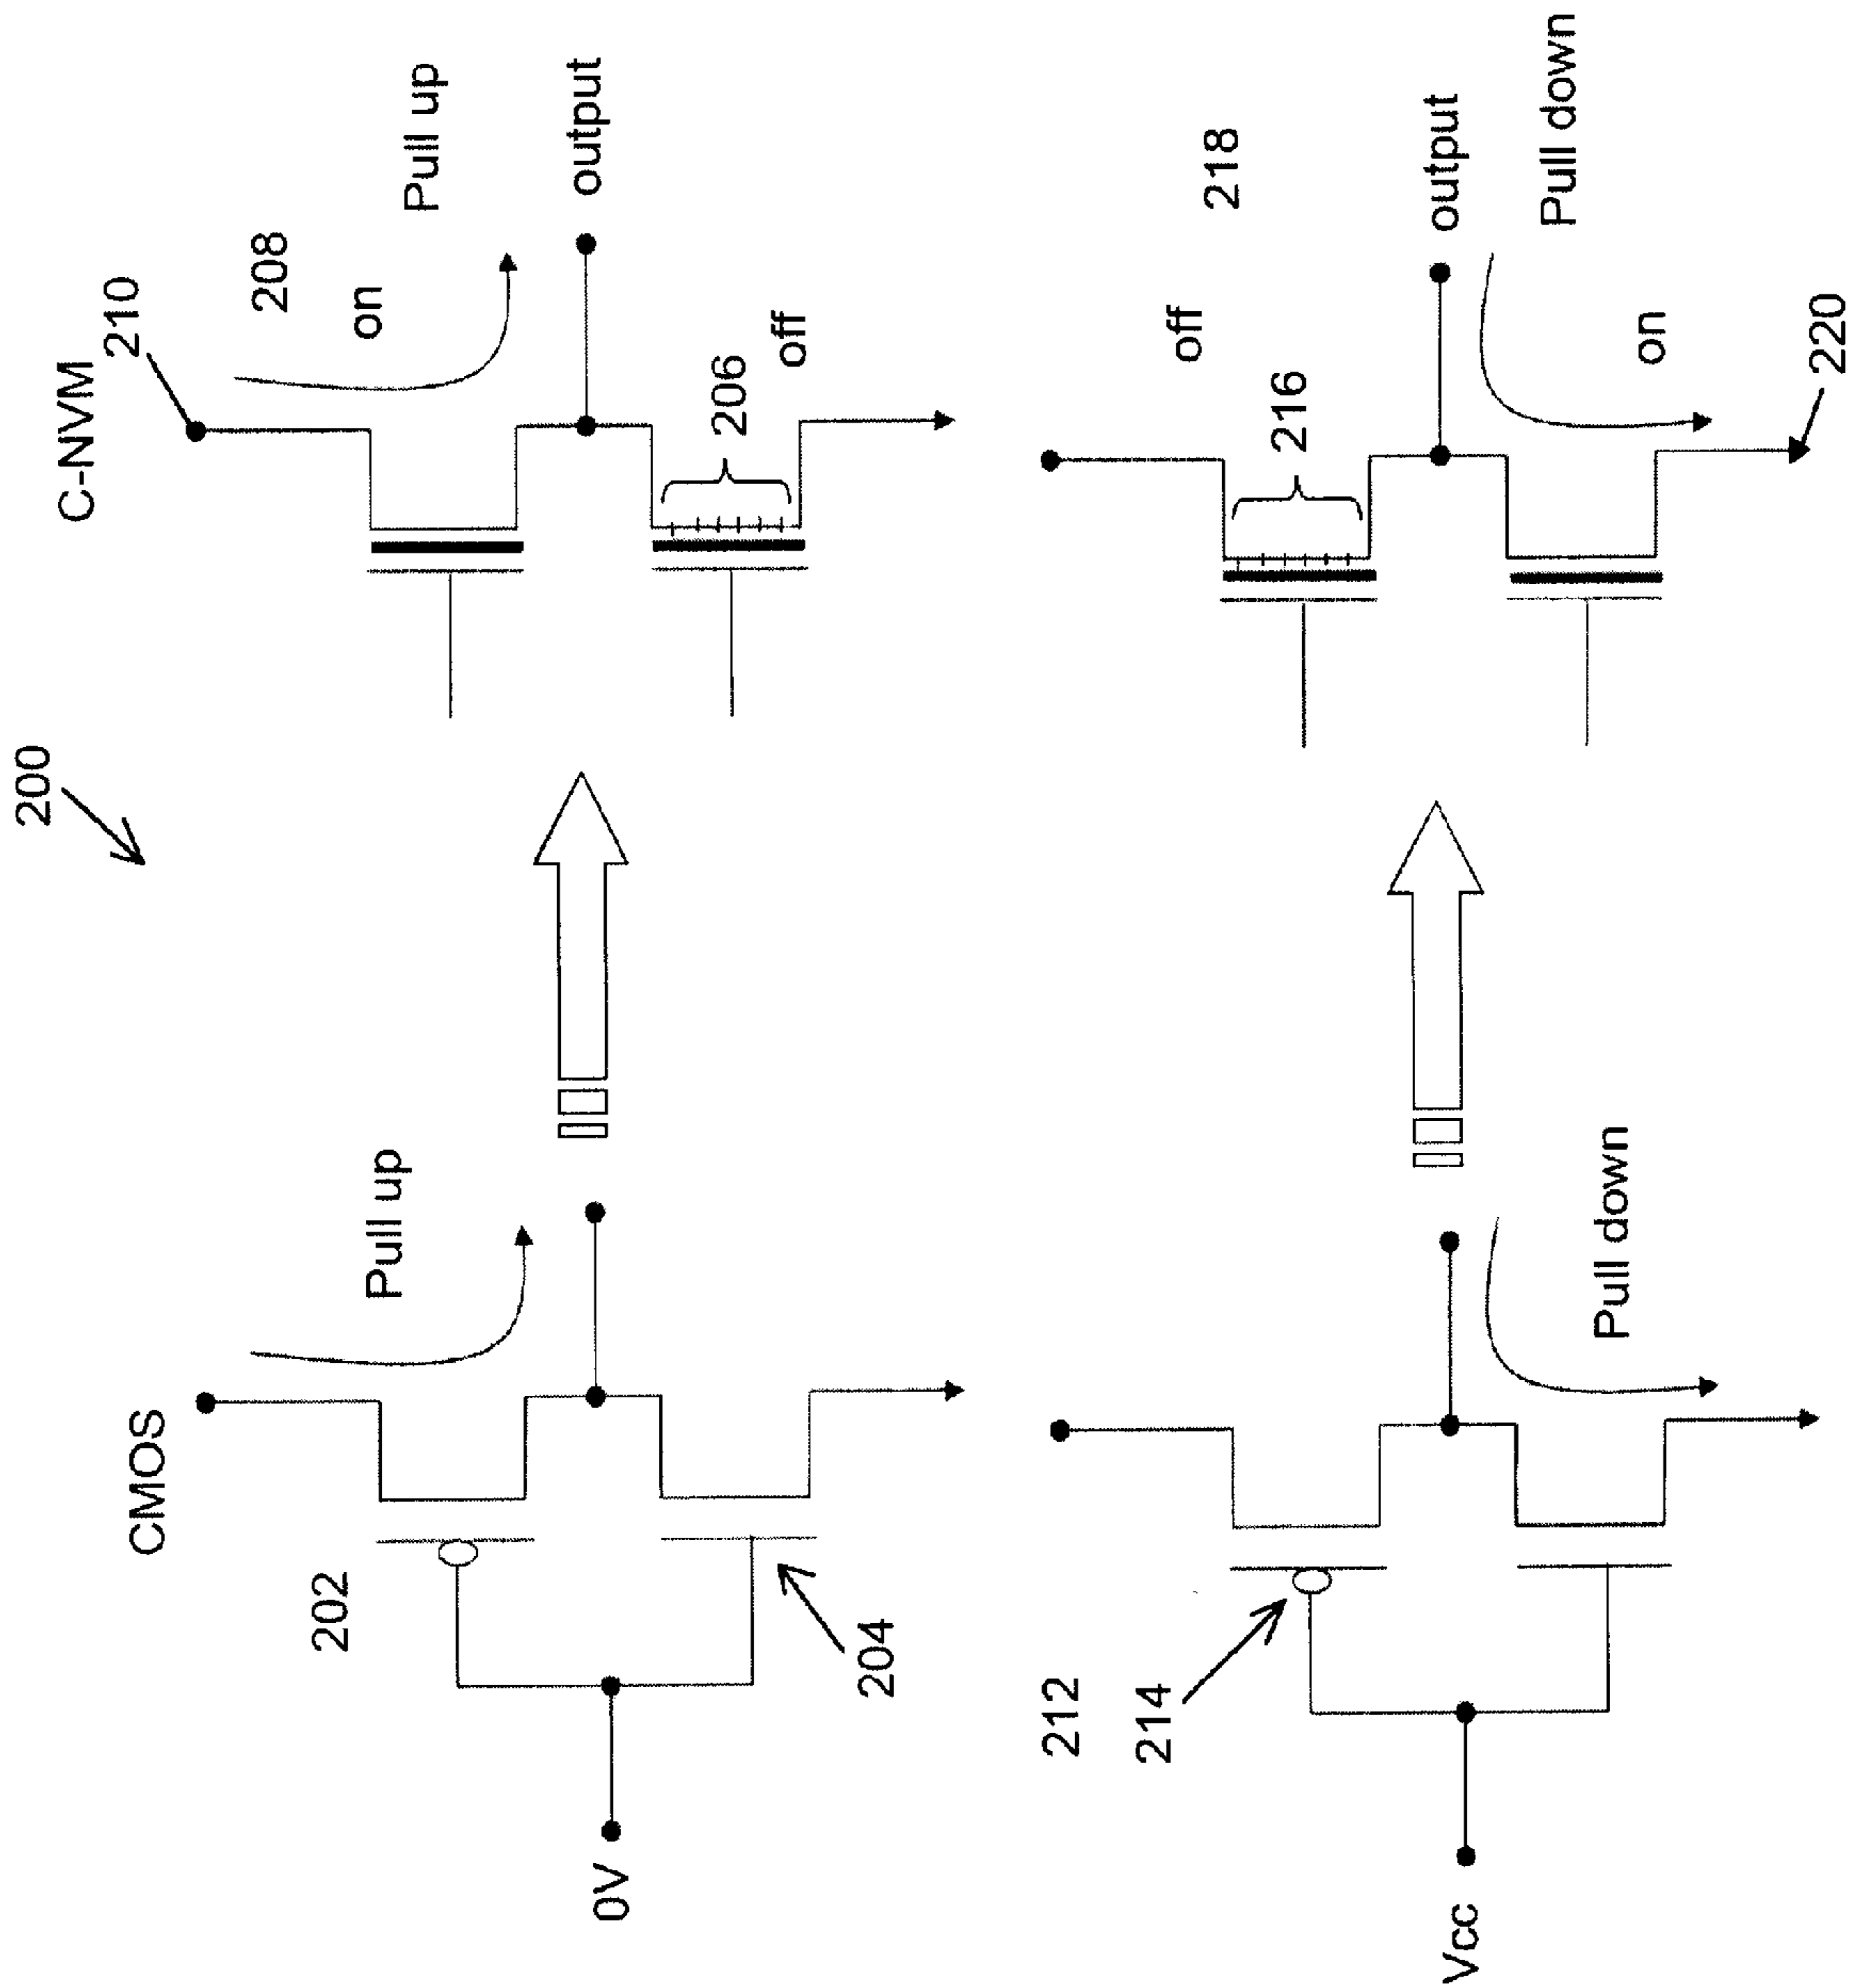 200
CMOS
C-NVM
210
202
Pull up
208
on
Pull up
0V
output
204
206
off
212
214
off
218
216
Vcc
output
Pull down
on
Pull down
220